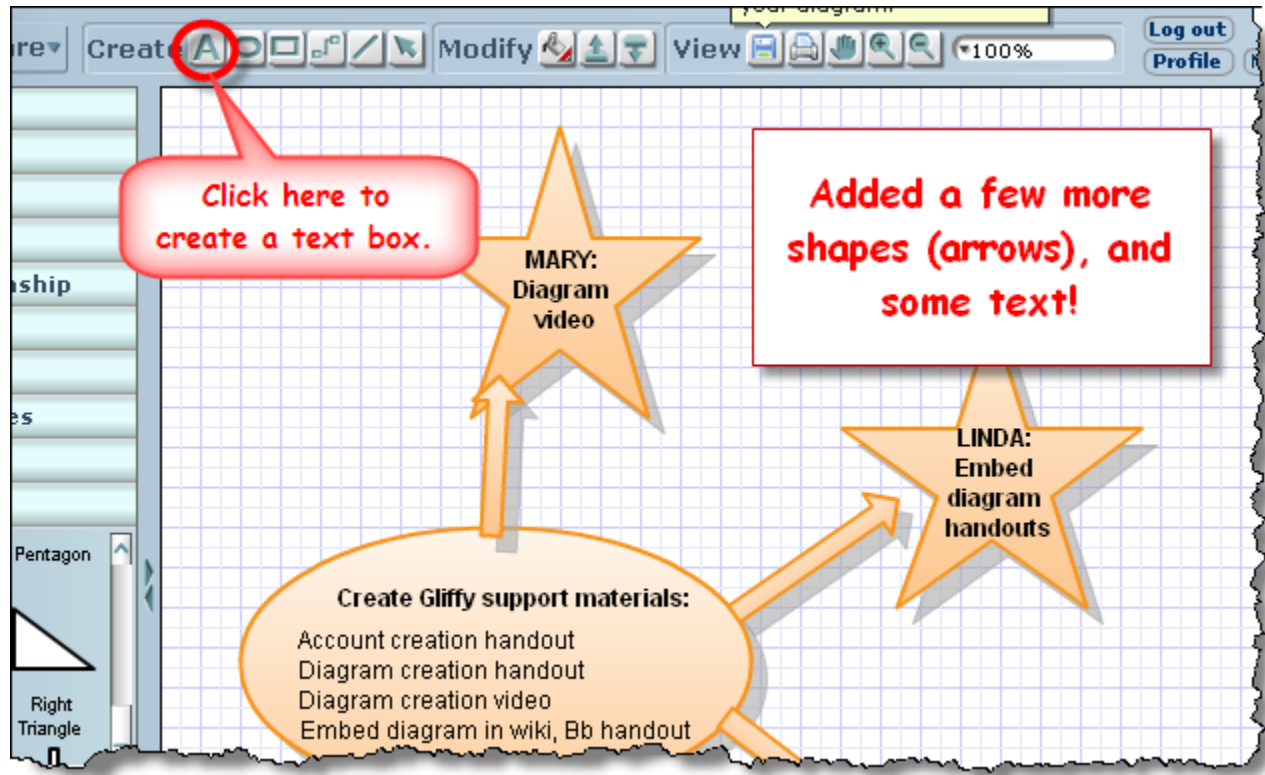 your diagram.
Create A Modify View 100% Log out
Profile
Click here to
create a text box.
Added a few more
shapes (arrows), and
some text!
MARY:
Diagram
video
LINDA:
Embed
diagram
handouts
Pentagon
Right
Triangle
Create Gliffy support materials:
Account creation handout
Diagram creation handout
Diagram creation video
Embed diagram in wiki, Bb handout